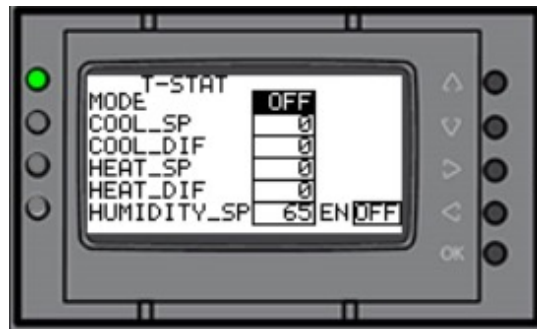 T-STAT
MODE OFF
COOL_SP 0
COOL_DIF 0
HEAT_SP 0
HEAT_DIF 0
HUMIDITY_SP 65 EN OFF
OK